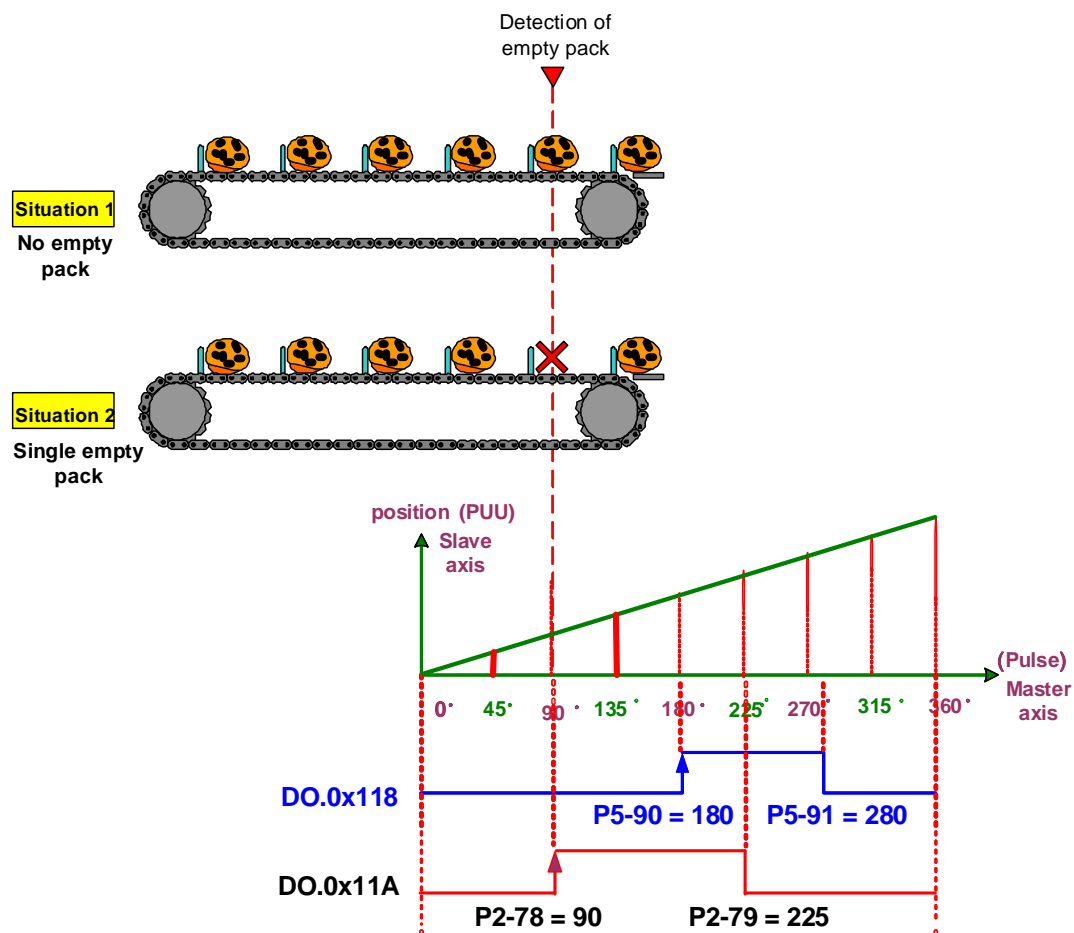 Detection of
empty pack
Situation 1
No empty
pack
Situation 2
Single empty
pack
position (PUU)
Slave
axis
(Pulse)
Master
axis
0° 45° 90° 135° 180° 225° 270° 315° 360°
DO.0x118
P5-90 = 180 P5-91 = 280
DO.0x11A
P2-78 = 90 P2-79 = 225